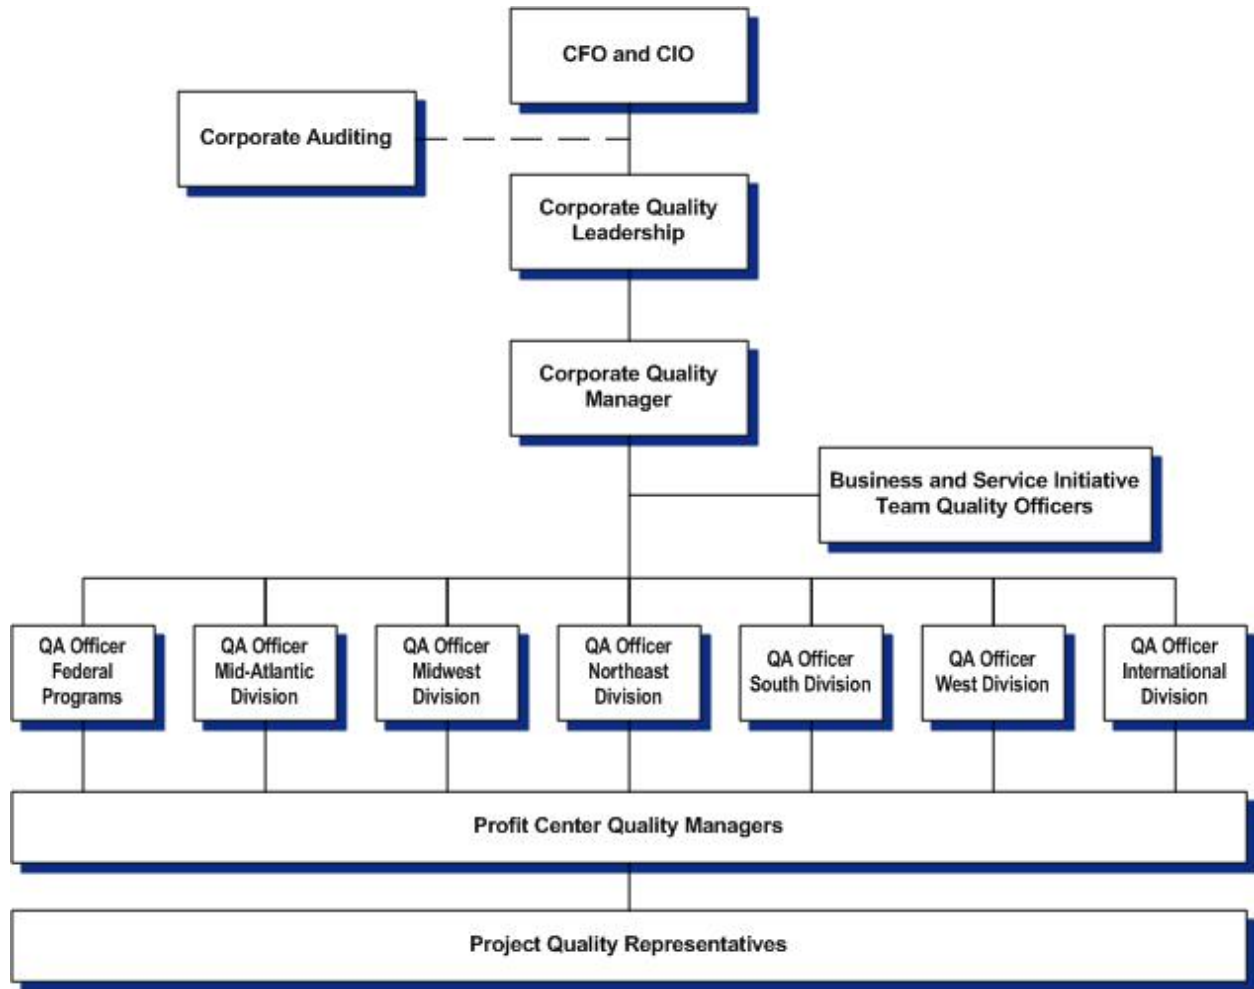 CFO and CIO
Corporate Auditing
Corporate Quality
Leadership
Corporate Quality
Manager
Business and Service Initiative
Team Quality Officers
QA Officer
Federal
Programs
QA Officer
Mid-Atlantic
Division
QA Officer
Midwest
Division
QA Officer
Northeast
Division
QA Officer
South Division
QA Officer
West Division
QA Officer
International
Division
Profit Center Quality Managers
Project Quality Representatives